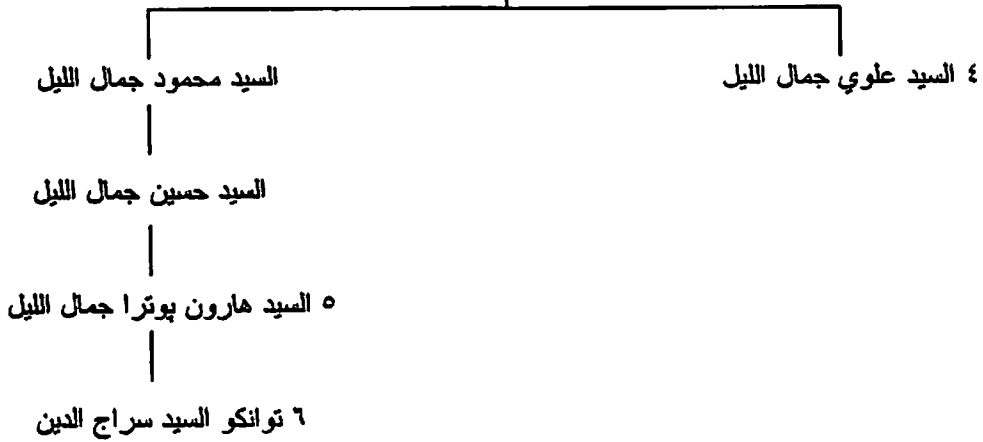 ٤ السيد علوي جمال الليل
السيد محمود جمال الليل
السيد حسين جمال الليل
٥ السيد هارون پوترا جمال الليل
٦ توانكو السيد سراج الدين